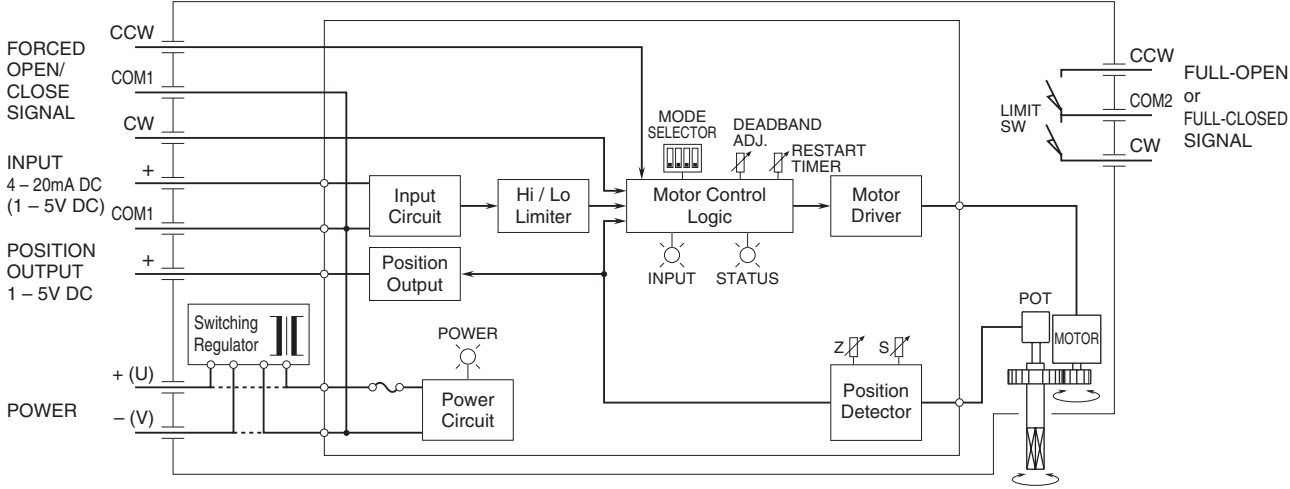 FORCED
OPEN/
CLOSE
SIGNAL
CCW
COM1
CW
INPUT
4 – 20mA DC
(1 – 5V DC)
+
COM1
POSITION
OUTPUT
1 – 5V DC
+
Switching
Regulator
POWER
+ (U)
– (V)
Input
Circuit
Hi / Lo
Limiter
MODE
SELECTOR
DEADBAND
ADJ.
RESTART
TIMER
Motor Control
Logic
INPUT
STATUS
Motor
Driver
Position
Output
POWER
Power
Circuit
Z
S
Position
Detector
POT
MOTOR
LIMIT
SW
CCW
COM2
CW
FULL-OPEN
or
FULL-CLOSED
SIGNAL